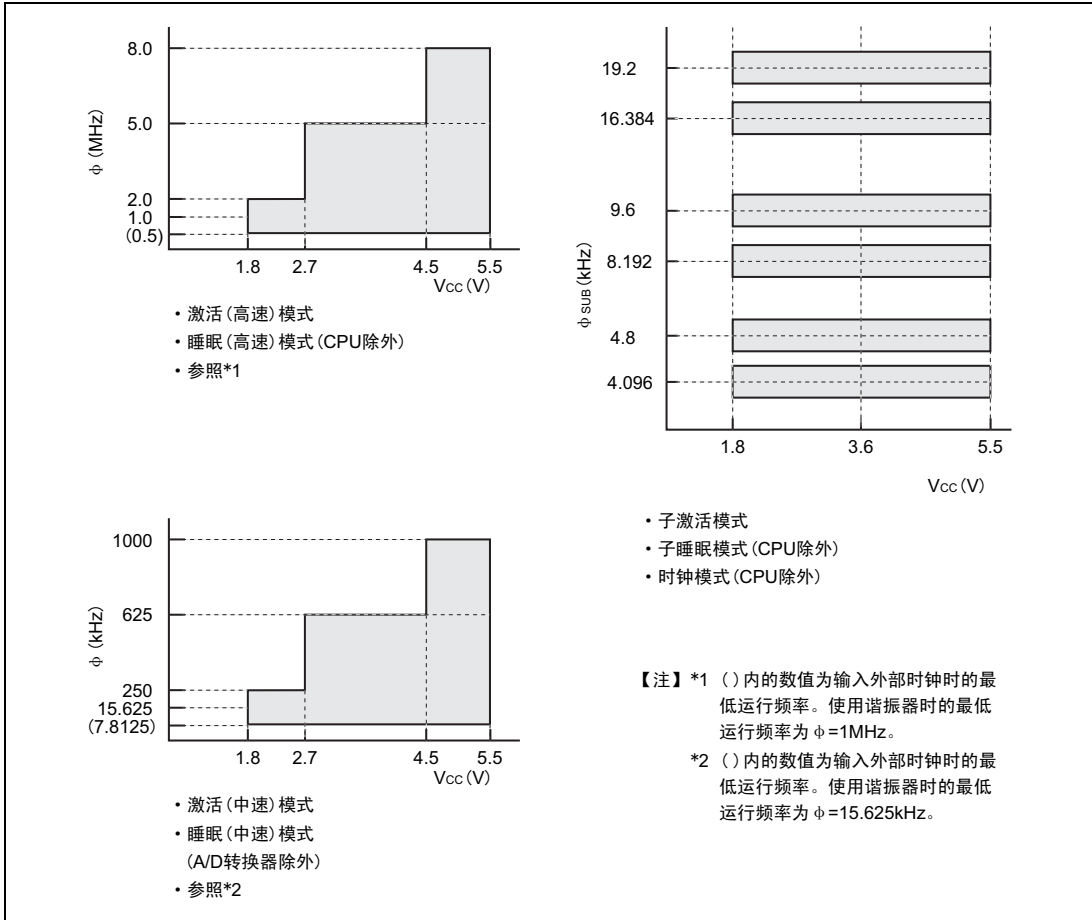 8.0
5.0
2.0
1.0
(0.5)
φ (MHz)
1.8 2.7 4.5 5.5
Vcc (V)
・激活(高速)模式
・睡眠(高速)模式(CPU除外)
・参照*1
19.2
16.384
9.6
8.192
4.8
4.096
φ SUB (kHz)
1.8 3.6 5.5
Vcc (V)
・子激活模式
・子睡眠模式(CPU除外)
・时钟模式(CPU除外)
1000
625
250
15.625
(7.8125)
φ (kHz)
1.8 2.7 4.5 5.5
Vcc (V)
・激活(中速)模式
・睡眠(中速)模式
(A/D转换器除外)
・参照*2
【注】 *1 ( )内的数值为输入外部时钟时的最
低运行频率。使用谐振器时的最低
运行频率为φ=1MHz。
*2 ( )内的数值为输入外部时钟时的最
低运行频率。使用谐振器时的最低
运行频率为φ=15.625kHz。